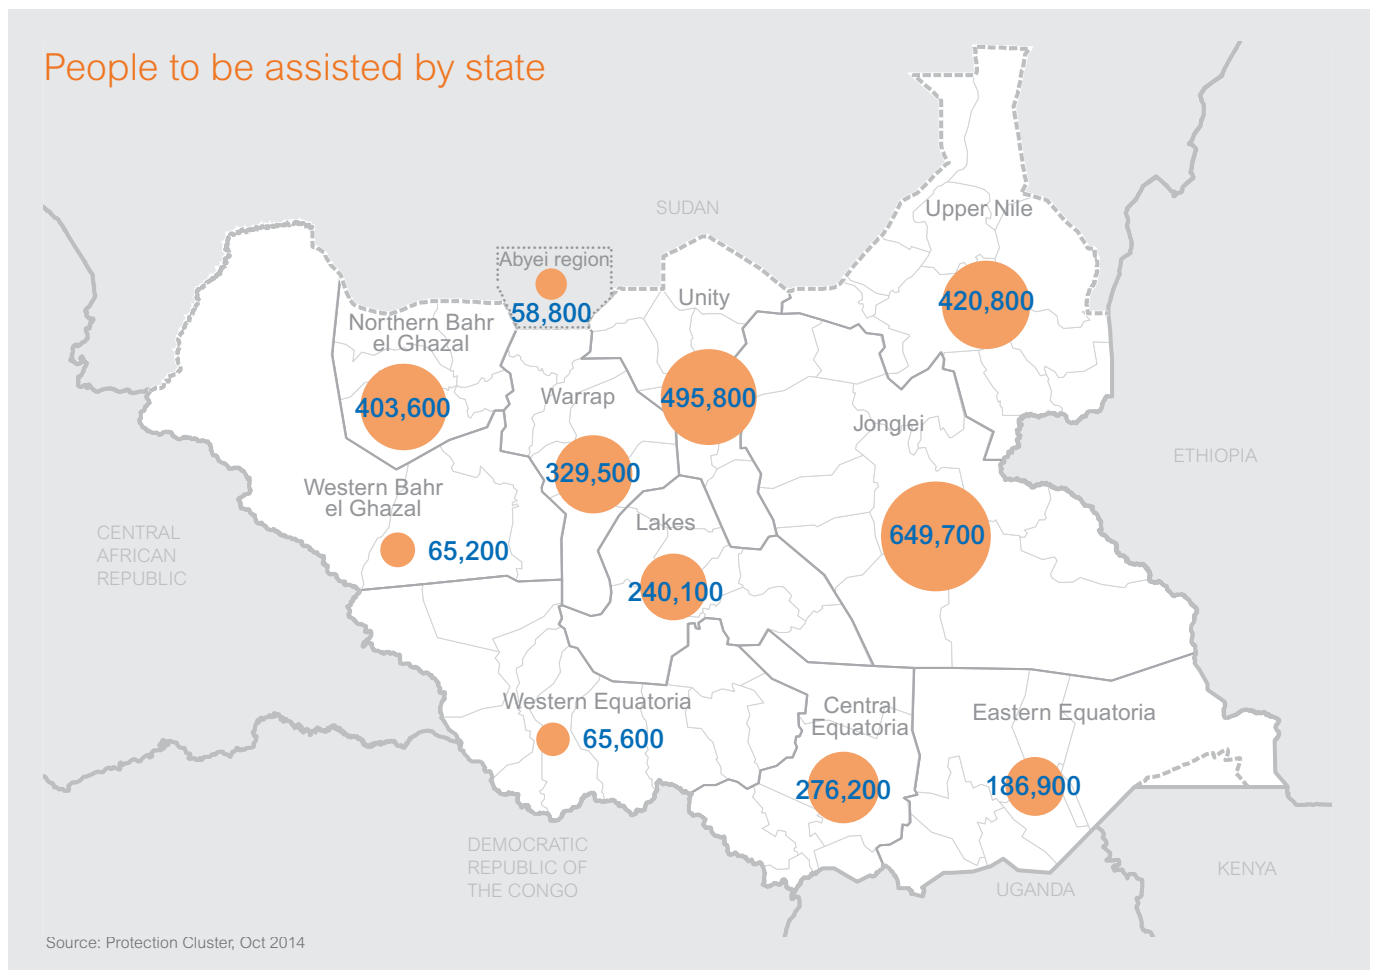 People to be assisted by state
SUDAN
Upper Nile
420,800
Abyei region
58,800
Unity
495,800
Northern Bahr
el Ghazal
403,600
Warrap
329,500
Jonglei
649,700
ETHIOPIA
Western Bahr
el Ghazal
65,200
CENTRAL
AFRICAN
REPUBLIC
Lakes
240,100
Western Equatoria
65,600
Central
Equatoria
276,200
Eastern Equatoria
186,900
DEMOCRATIC
REPUBLIC OF
THE CONGO
UGANDA
KENYA
Source: Protection Cluster, Oct 2014